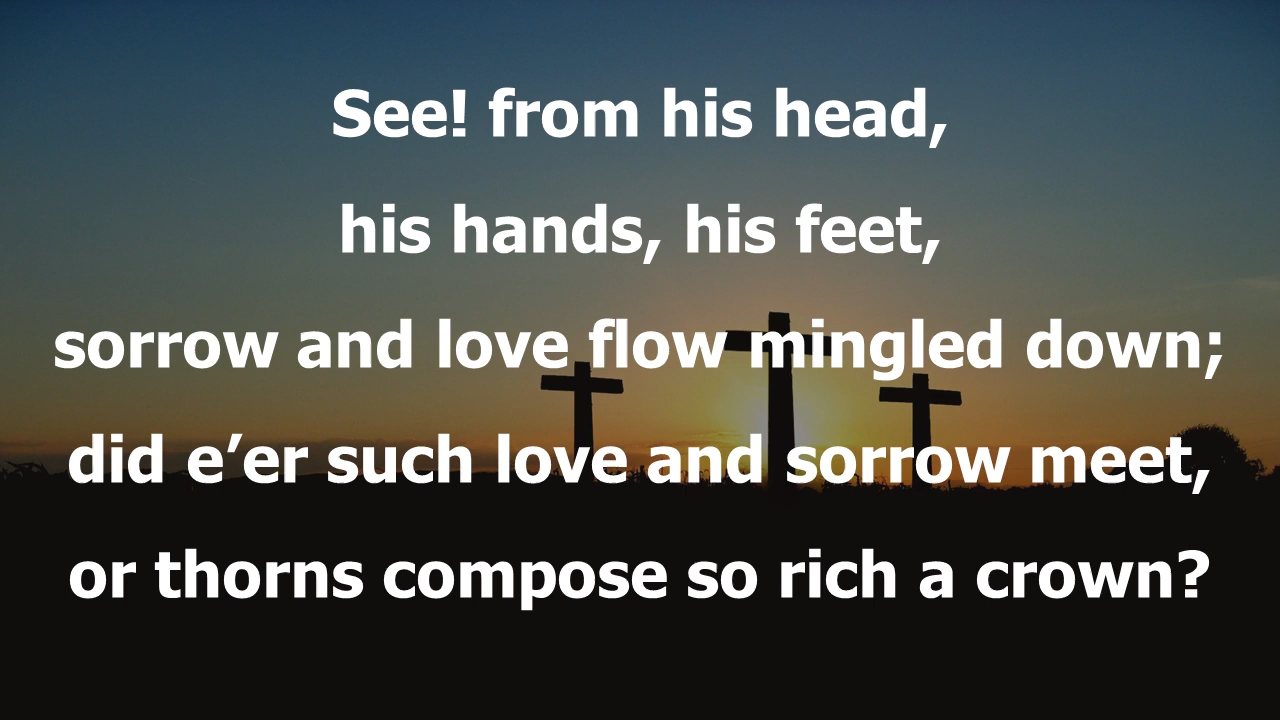 See! from his head,
his hands, his feet,
sorrow and love flow mingled down;
did e’er such love and sorrow meet,
or thorns compose so rich a crown?